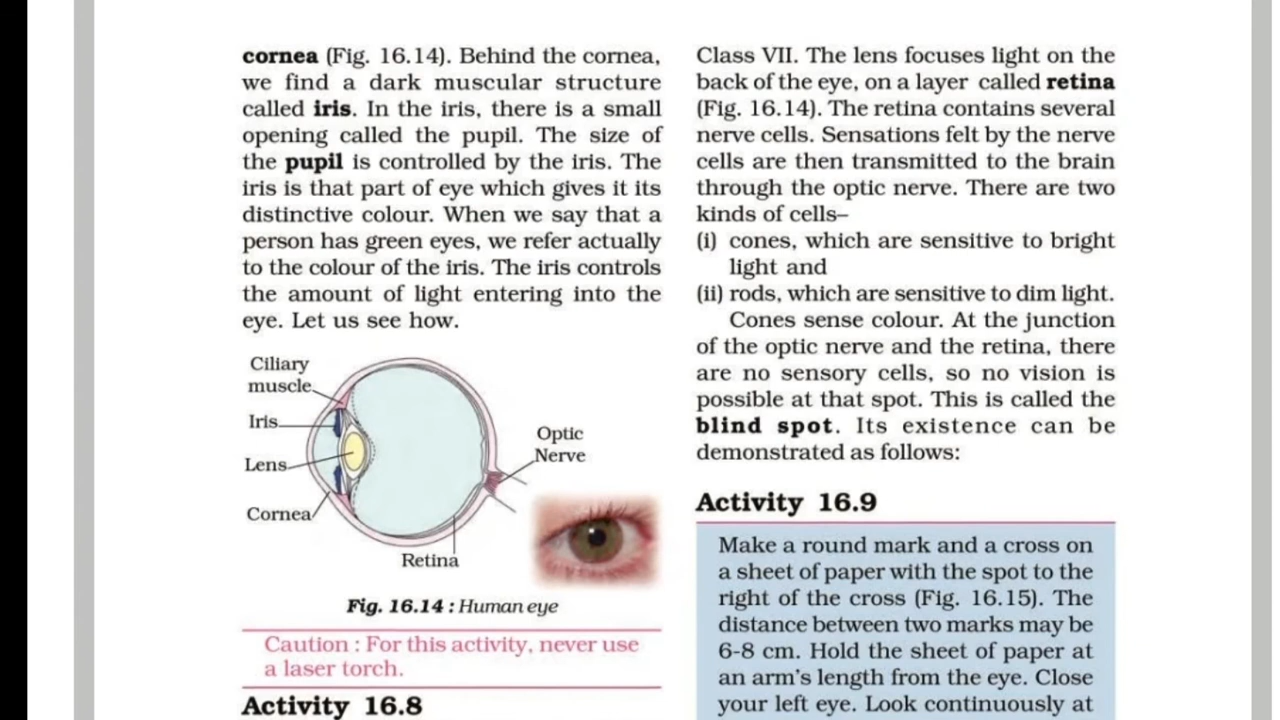 cornea (Fig. 16.14). Behind the cornea,
we find a dark muscular structure
called iris. In the iris, there is a small
opening called the pupil. The size of
the pupil is controlled by the iris. The
iris is that part of eye which gives it its
distinctive colour. When we say that a
person has green eyes, we refer actually
to the colour of the iris. The iris controls
the amount of light entering into the
eye. Let us see how.
Ciliary
muscle
Iris
Lens
Cornea
Optic
Nerve
Retina
Fig. 16.14 : Human eye
Caution : For this activity, never use
a laser torch.
Activity 16.8
Class VII. The lens focuses light on the
back of the eye, on a layer called retina
(Fig. 16.14). The retina contains several
nerve cells. Sensations felt by the nerve
cells are then transmitted to the brain
through the optic nerve. There are two
kinds of cells–
(i) cones, which are sensitive to bright
light and
(ii) rods, which are sensitive to dim light.
Cones sense colour. At the junction
of the optic nerve and the retina, there
are no sensory cells, so no vision is
possible at that spot. This is called the
blind spot. Its existence can be
demonstrated as follows:
Activity 16.9
Make a round mark and a cross on
a sheet of paper with the spot to the
right of the cross (Fig. 16.15). The
distance between two marks may be
6-8 cm. Hold the sheet of paper at
an arm's length from the eye. Close
your left eye. Look continuously at